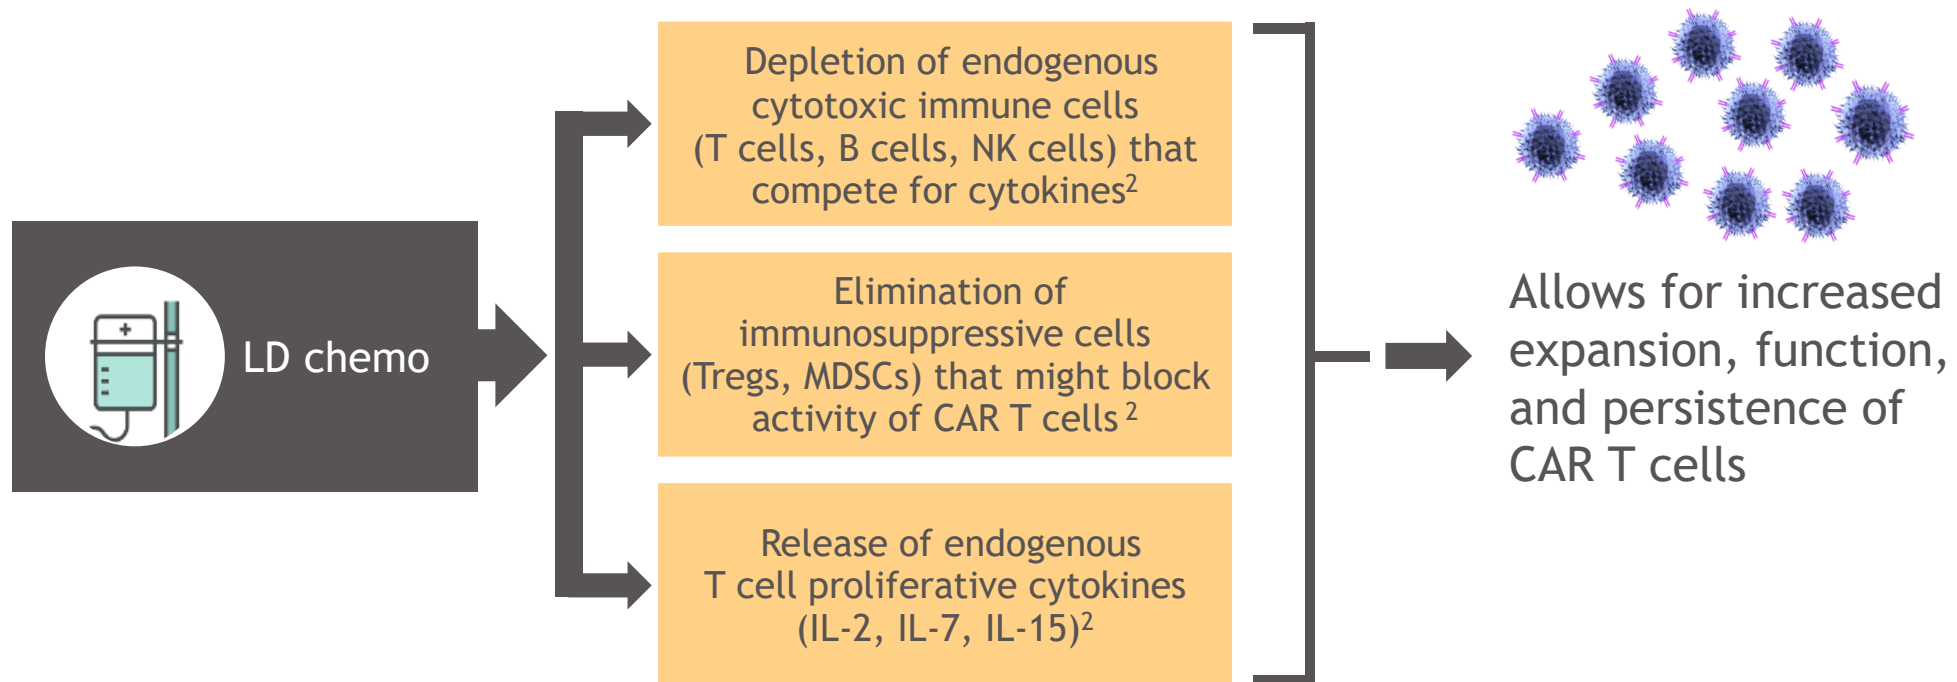 LD chemo
Depletion of endogenous
cytotoxic immune cells
(T cells, B cells, NK cells) that
compete for cytokines²
Elimination of
immunosuppressive cells
(Tregs, MDSCs) that might block
activity of CAR T cells ²
Release of endogenous
T cell proliferative cytokines
(IL-2, IL-7, IL-15)²
Allows for increased
expansion, function,
and persistence of
CAR T cells